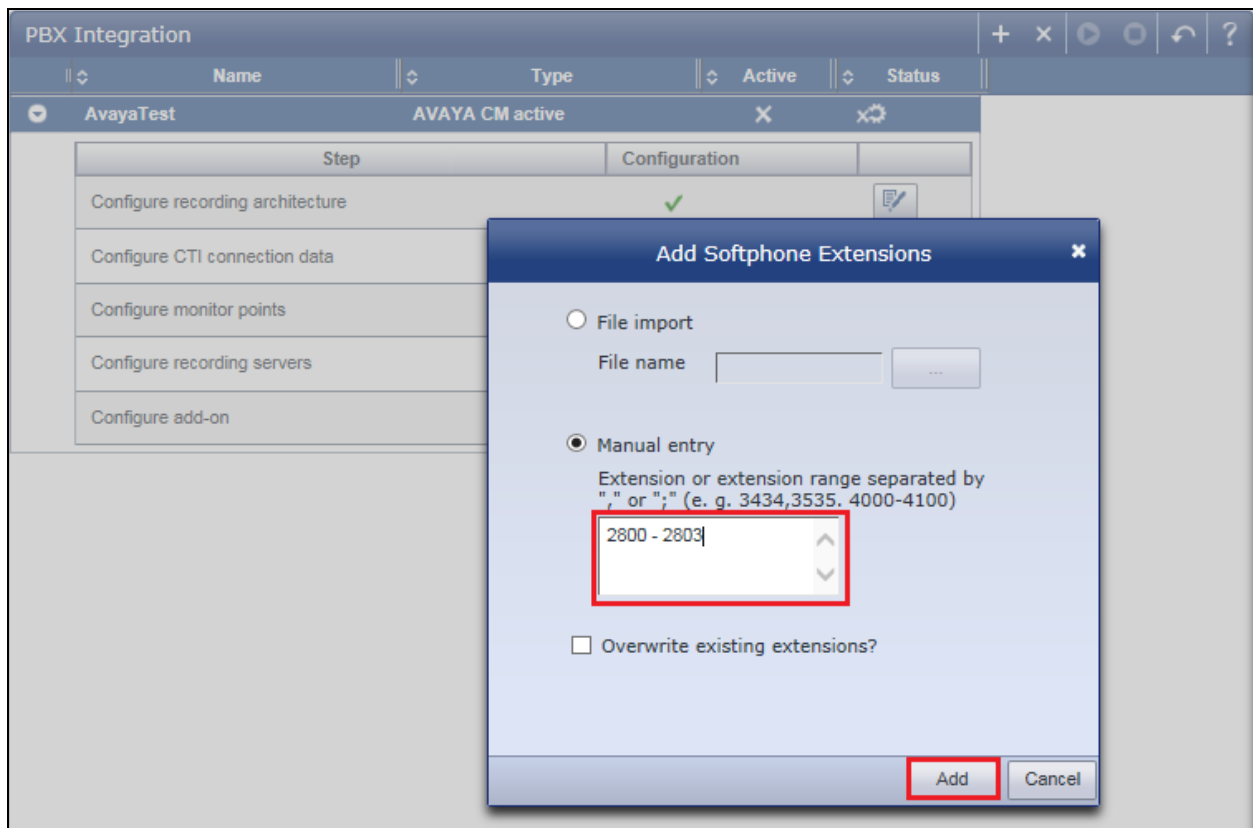 PBX Integration
Name Type Active Status
AvayaTest AVAYA CM active
Step Configuration
Configure recording architecture
Configure CTI connection data
Configure monitor points
Configure recording servers
Configure add-on
Add Softphone Extensions
File import
File name ...
Manual entry
Extension or extension range separated by
"," or ";" (e. g. 3434,3535. 4000-4100)
2800 - 2803
Overwrite existing extensions?
Add Cancel